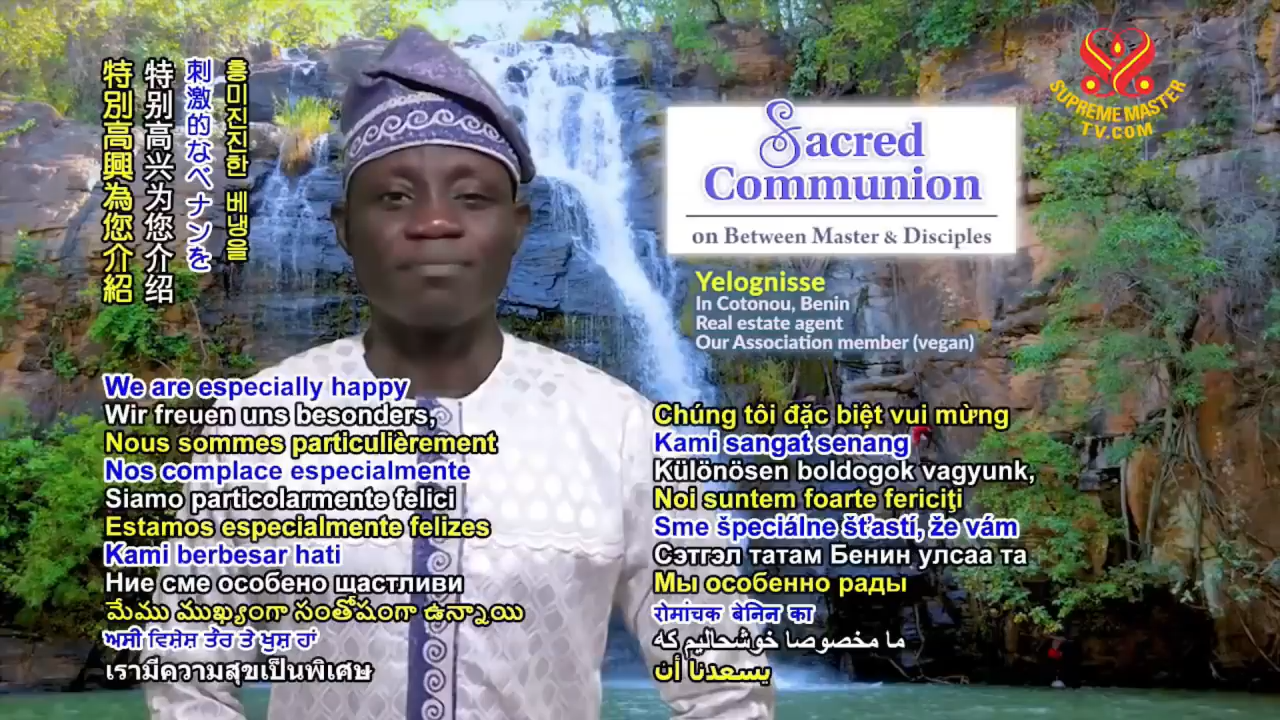 特別高興為您介紹
特别高兴为您介绍
刺激的なベナンを
흥미진진한 베냉을
SUPREME MASTER
TV.COM
Sacred
Communion
on Between Master & Disciples
Yelognisse
In Cotonou, Benin
Real estate agent
Our Association member (vegan)
We are especially happy
Wir freuen uns besonders,
Nous sommes particulièrement
Nos complace especialmente
Siamo particolarmente felici
Estamos especialmente felizes
Kami berbesar hati
Ние сме особено щастливи
మేము ముఖ్యంగా సంతోషంగా ఉన్నాయి
ਅਸੀ ਵਿਸ਼ੇਸ਼ ਤੌਰ ਤੇ ਖੁਸ਼ ਹਾਂ
เรามีความสุขเป็นพิเศษ
Chúng tôi đặc biệt vui mừng
Kami sangat senang
Különösen boldogok vagyunk,
Noi suntem foarte fericiţi
Sme špeciálne šťastí, že vám
Сэтгэл татам Бенин улсаа та
Мы особенно рады
रोमांचक बेनिन का
ما مخصوصا خوشحالیم که
يسعدنا أن